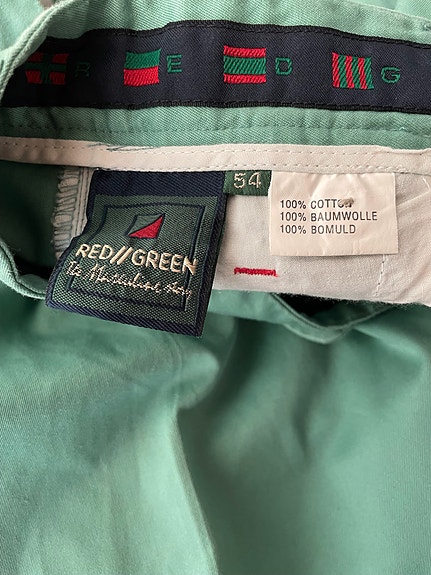 R E D G
54
RED//GREEN
100% COTTON
100% BAUMWOLLE
100% BOMULD